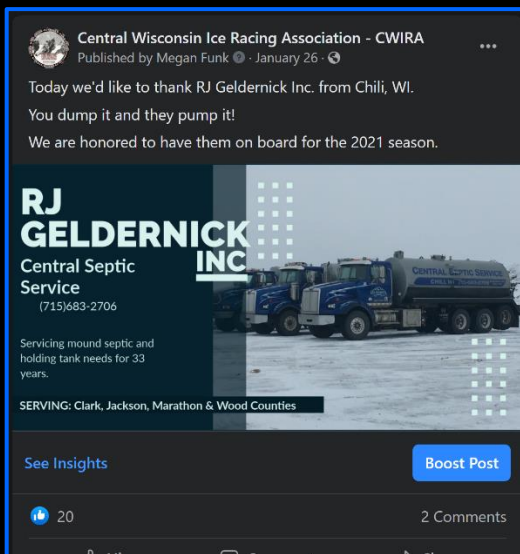 Central Wisconsin Ice Racing Association - CWIRA
Published by Megan Funk · January 26 ·
Today we'd like to thank RJ Geldernick Inc. from Chili, WI.
You dump it and they pump it!
We are honored to have them on board for the 2021 season.
RJ
GELDERNICK
INC
Central Septic
Service
(715)683-2706
CENTRAL SEPTIC SERVICE
Servicing mound septic and
holding tank needs for 33
years.
SERVING: Clark, Jackson, Marathon & Wood Counties
See Insights
Boost Post
20
2 Comments